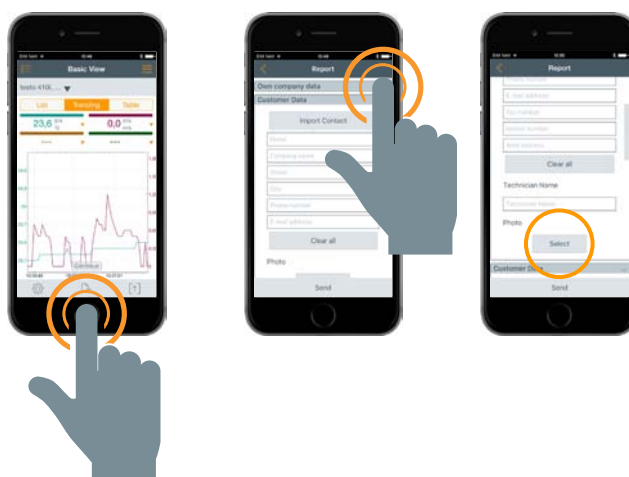 Basic View
testo 410i, ...
List Trending Table
23,6 0,0
Continue
Report
Own company data
Customer Data
Import Contact
Name
Company name
Street
City
Phone number
E-mail address
Clear all
Photo
Send
Report
Phone number
E-mail address
Fax number
Web address
Clear all
Technician Name
Technician Name
Photo
Select
Customer Data
Send